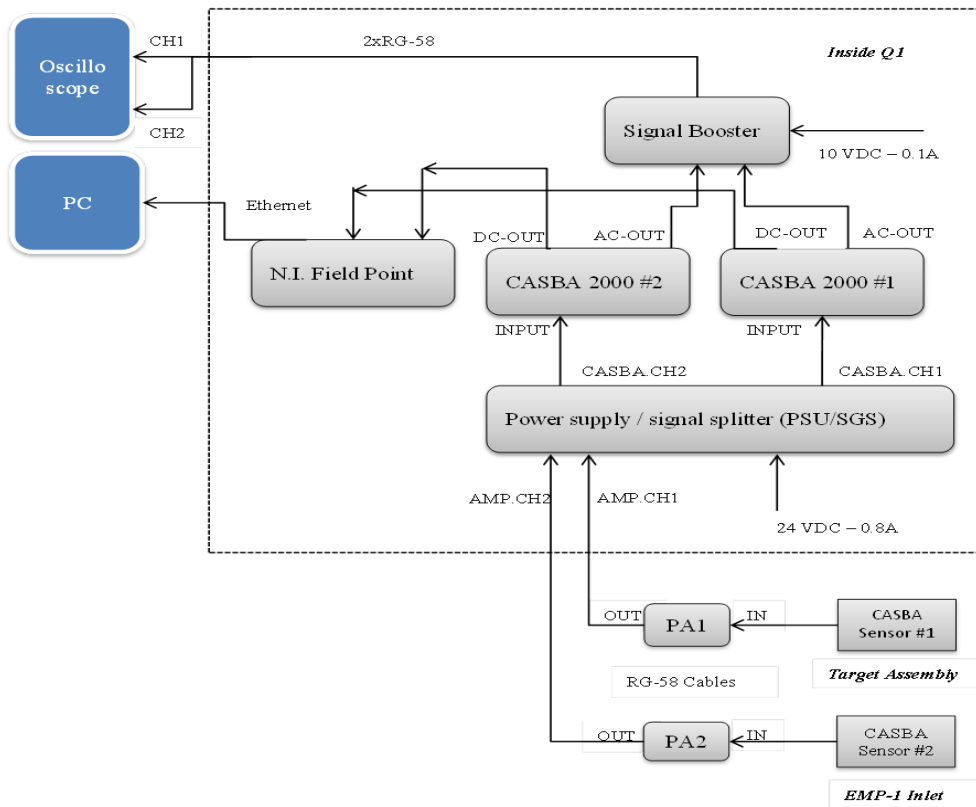 CH1
2xRG-58
Inside Q1
Oscillo
scope
CH2
Signal Booster
10 VDC – 0.1A
PC
Ethernet
DC-OUT
AC-OUT
DC-OUT
AC-OUT
N.I. Field Point
CASBA 2000 #2
CASBA 2000 #1
INPUT
INPUT
CASBA.CH2
CASBA.CH1
Power supply / signal splitter (PSU/SGS)
AMP.CH2
AMP.CH1
24 VDC – 0.8A
OUT
PA1
IN
CASBA
Sensor #1
RG-58 Cables
Target Assembly
OUT
PA2
IN
CASBA
Sensor #2
EMP-1 Inlet